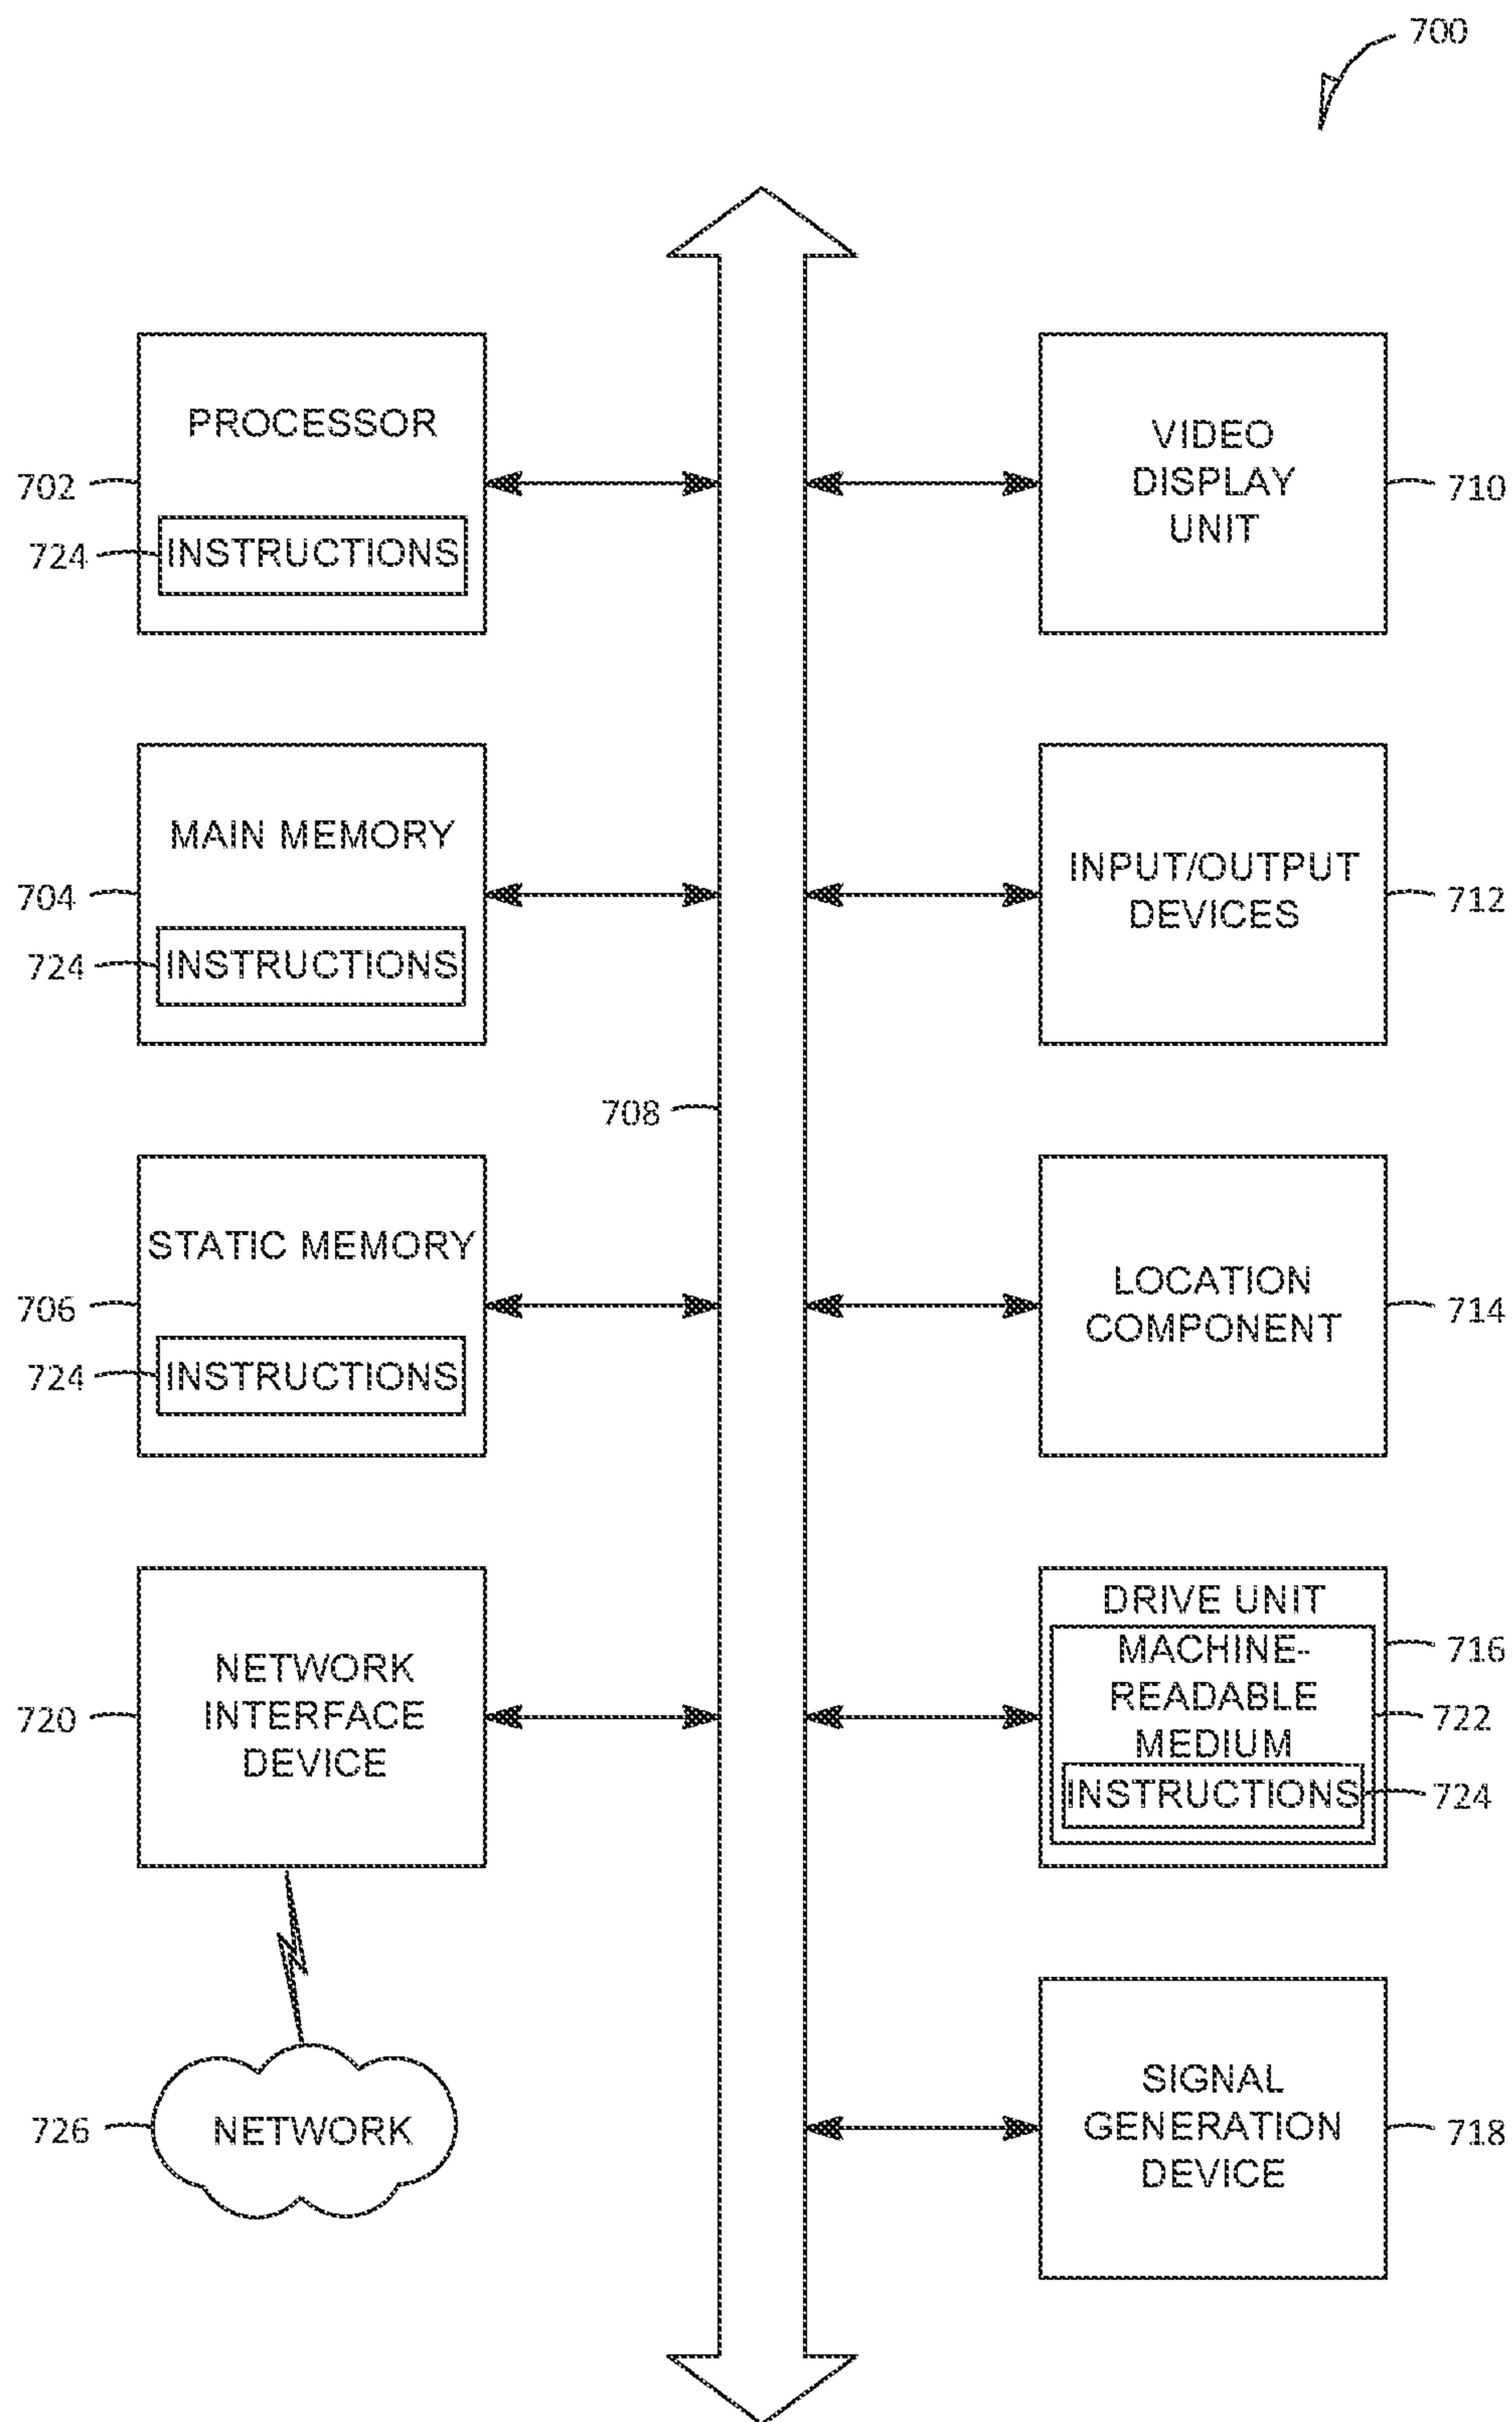 700
PROCESSOR
702
724
INSTRUCTIONS
VIDEO
DISPLAY
UNIT
710
MAIN MEMORY
704
724
INSTRUCTIONS
INPUT/OUTPUT
DEVICES
712
708
STATIC MEMORY
706
724
INSTRUCTIONS
LOCATION
COMPONENT
714
NETWORK
INTERFACE
DEVICE
720
DRIVE UNIT
716
MACHINE-
READABLE
MEDIUM
722
INSTRUCTIONS
724
726
NETWORK
SIGNAL
GENERATION
DEVICE
718